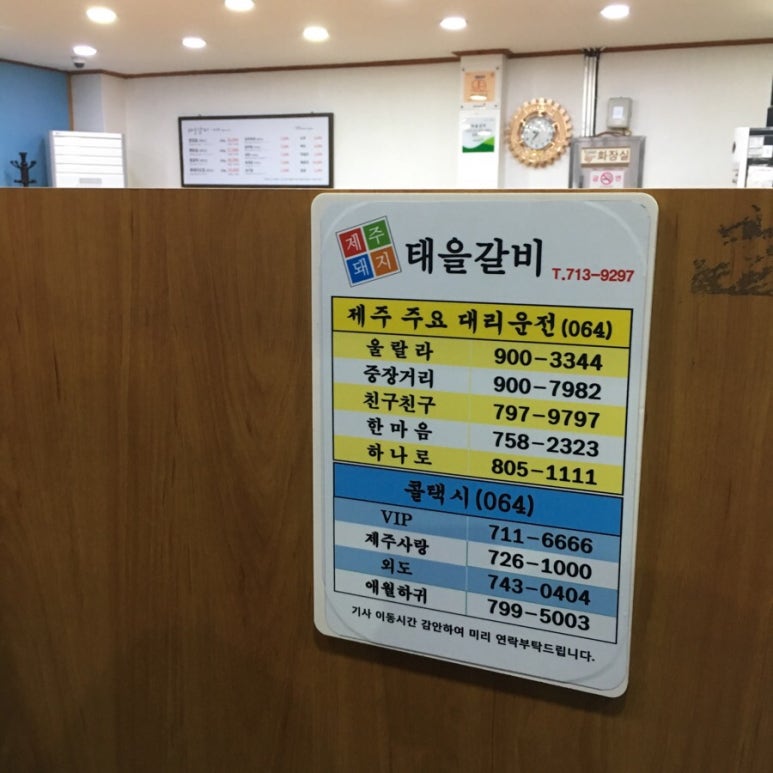 화장실
금연
제주
돼지
태을갈비
T.713-9297
제주 주요 대리운전(064)
울랄라 900-3344
중장거리 900-7982
친구친구 797-9797
한마음 758-2323
하나로 805-1111
콜택시(064)
VIP 711-6666
제주사랑 726-1000
외도 743-0404
애월하귀 799-5003
기사 이동시간 감안하여 미리 연락부탁드립니다.